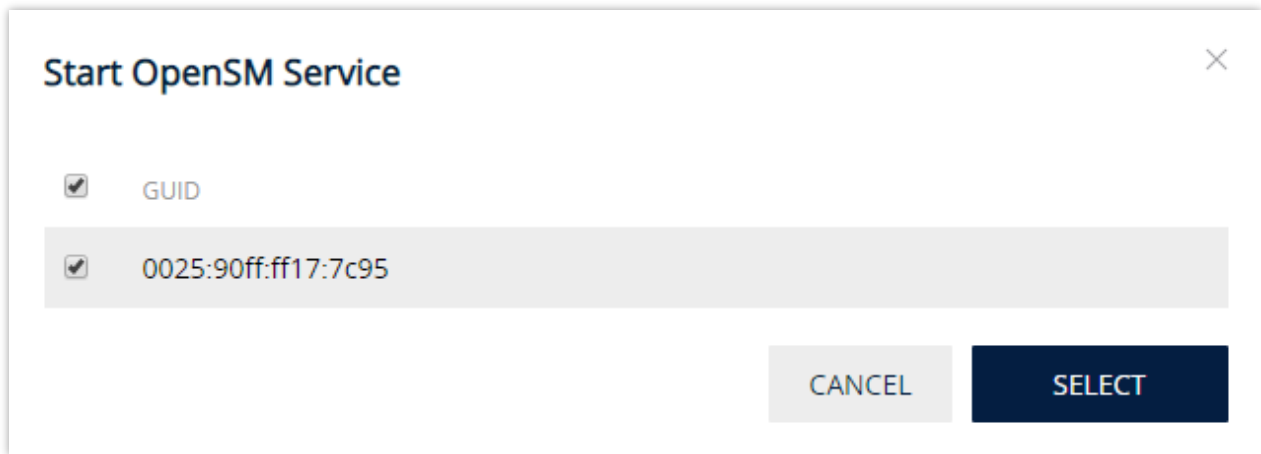 Start OpenSM Service
GUID
0025:90ff:ff17:7c95
CANCEL SELECT